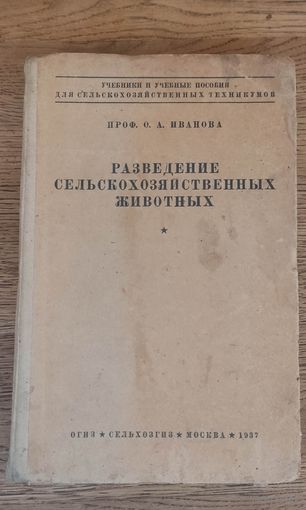 УЧЕБНИКИ И УЧЕБНЫЕ ПОСОБИЯ
ДЛЯ СЕЛЬСКОХОЗЯЙСТВЕННЫХ ТЕХНИКУМОВ
ПРОФ. О. А. ИВАНОВА
РАЗВЕДЕНИЕ
СЕЛЬСКОХОЗЯЙСТВЕННЫХ
ЖИВОТНЫХ
★
ОГИЗ ★ СЕЛЬХОЗГИЗ ★ МОСКВА ★ 1937